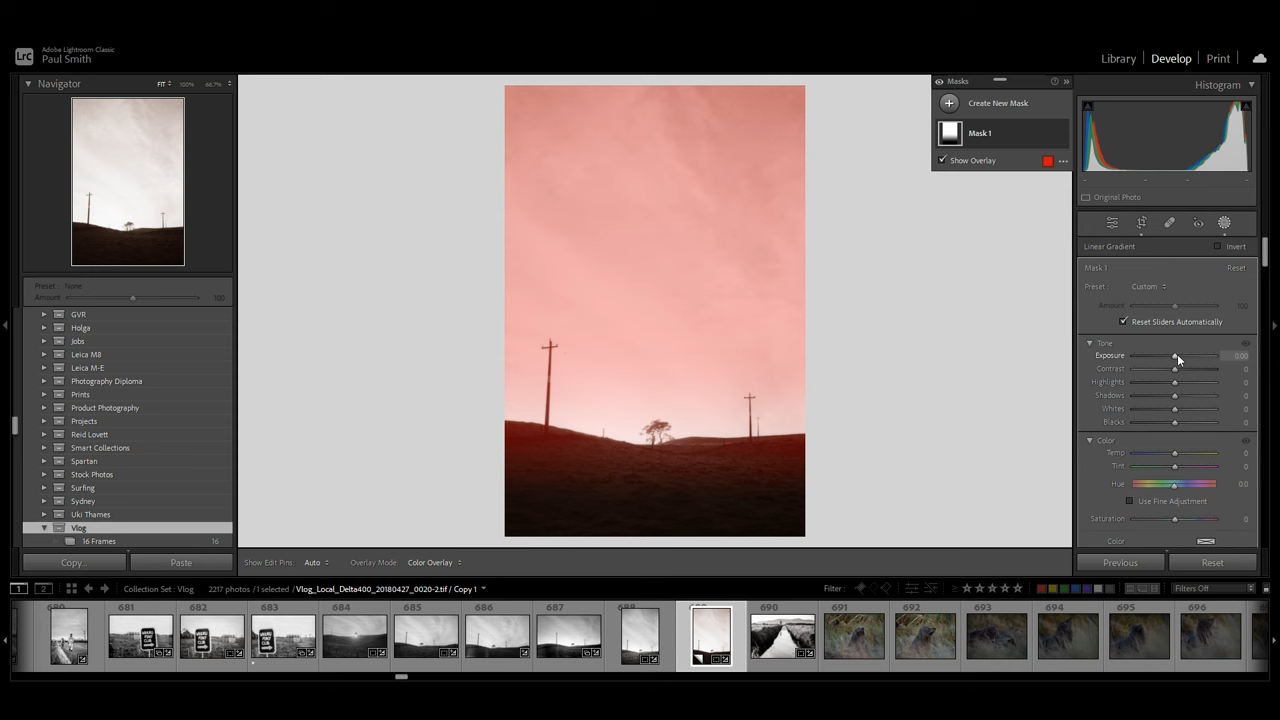 Adobe Lightroom Classic
Paul Smith
Library | Develop | Print
Navigator FIT 100% 66.7%
Masks
Histogram
Create New Mask
Mask 1
Show Overlay
Original Photo
Linear Gradient Invert
Mask 1 Reset
Preset : Custom
Amount 100
Reset Sliders Automatically
Tone
Exposure 0.00
Contrast 0
Highlights 0
Shadows 0
Whites 0
Blacks 0
Color
Temp 0
Tint 0
Hue 0.0
Use Fine Adjustment
Saturation 0
Color
Preset : None
Amount 100
GVR
Holga
Jobs
Leica M8
Leica M-E
Photography Diploma
Prints
Product Photography
Projects
Reid Lovett
Smart Collections
Spartan
Stock Photos
Surfing
Sydney
Uki Thames
Vlog
16 Frames 16
Copy... Paste
Show Edit Pins: Auto Overlay Mode: Color Overlay
Previous Reset
1 2 Collection Set : Vlog 2217 photos / 1 selected / Vlog_Local_Delta400_20180427_0020-2.tif / Copy 1
Filter : Filters Off
680 681 682 683 684 685 686 687 688 690 691 692 693 694 695 696